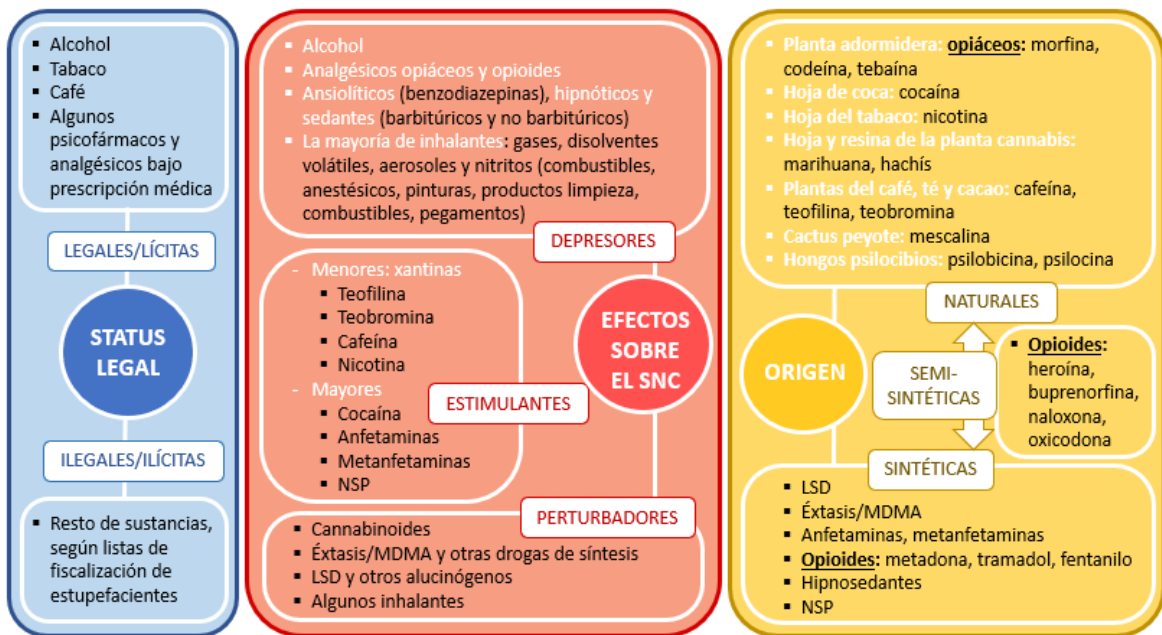 ▪ Alcohol
▪ Tabaco
▪ Café
▪ Algunos
psicofármacos y
analgésicos bajo
prescripción médica
LEGALES/LÍCITAS
STATUS
LEGAL
ILEGALES/ILÍCITAS
▪ Resto de sustancias,
según listas de
fiscalización de
estupefacientes
▪ Alcohol
▪ Analgésicos opiáceos y opioides
▪ Ansiolíticos (benzodiazepinas), hipnóticos y
sedantes (barbitúricos y no barbitúricos)
▪ La mayoría de inhalantes: gases, disolventes
volátiles, aerosoles y nitritos (combustibles,
anestésicos, pinturas, productos limpieza,
combustibles, pegamentos)
DEPRESORES
- Menores: xantinas
▪ Teofilina
▪ Teobromina
▪ Cafeína
▪ Nicotina
- Mayores
▪ Cocaína
▪ Anfetaminas
▪ Metanfetaminas
▪ NSP
ESTIMULANTES
EFECTOS
SOBRE
EL SNC
PERTURBADORES
▪ Cannabinoides
▪ Éxtasis/MDMA y otras drogas de síntesis
▪ LSD y otros alucinógenos
▪ Algunos inhalantes
▪ Planta adormidera: opiáceos: morfina,
codeína, tebaína
▪ Hoja de coca: cocaína
▪ Hoja del tabaco: nicotina
▪ Hoja y resina de la planta cannabis:
marihuana, hachís
▪ Plantas del café, té y cacao: cafeína,
teofilina, teobromina
▪ Cactus peyote: mescalina
▪ Hongos psilocibios: psilobicina, psilocina
NATURALES
ORIGEN
SEMI-
SINTÉTICAS
▪ Opioides:
heroína,
buprenorfina,
naloxona,
oxicodona
SINTÉTICAS
▪ LSD
▪ Éxtasis/MDMA
▪ Anfetaminas, metanfetaminas
▪ Opioides: metadona, tramadol, fentanilo
▪ Hipnosedantes
▪ NSP